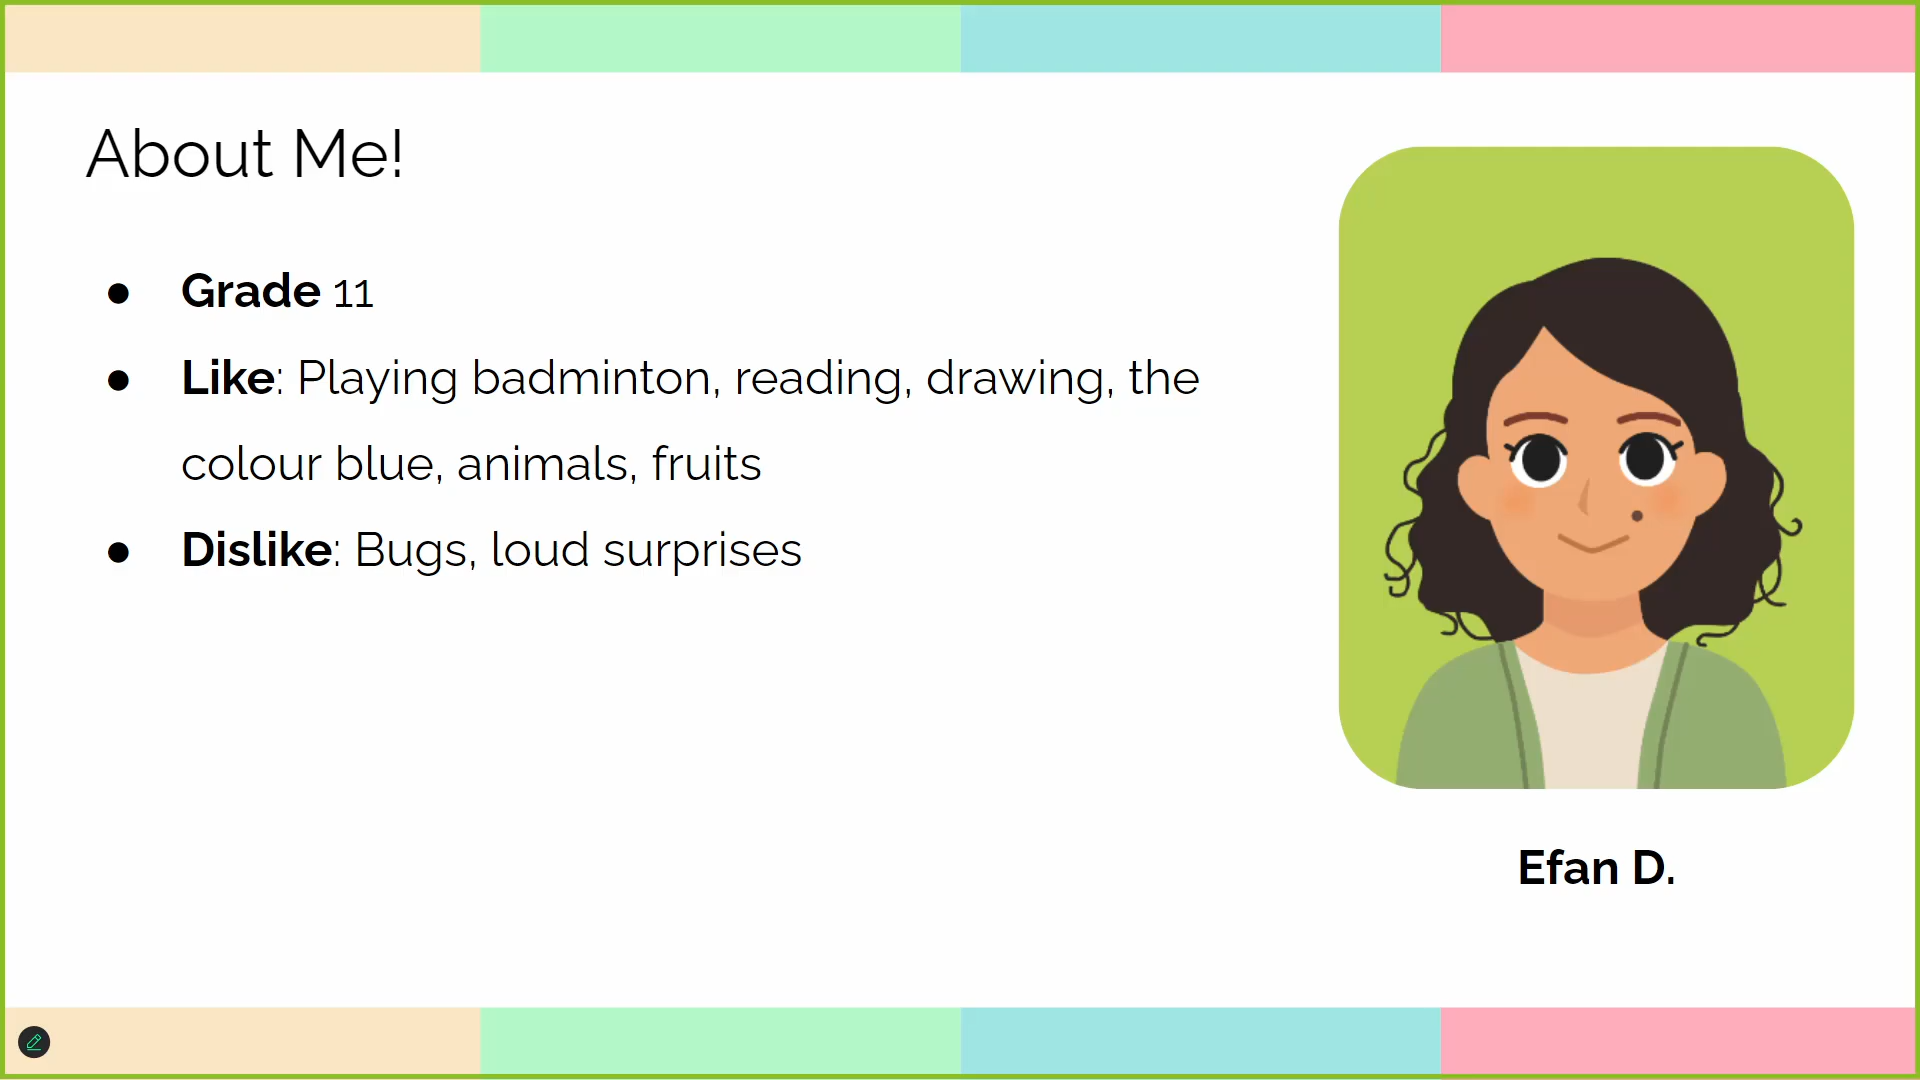 About Me!
● Grade 11
● Like: Playing badminton, reading, drawing, the
colour blue, animals, fruits
● Dislike: Bugs, loud surprises
Efan D.